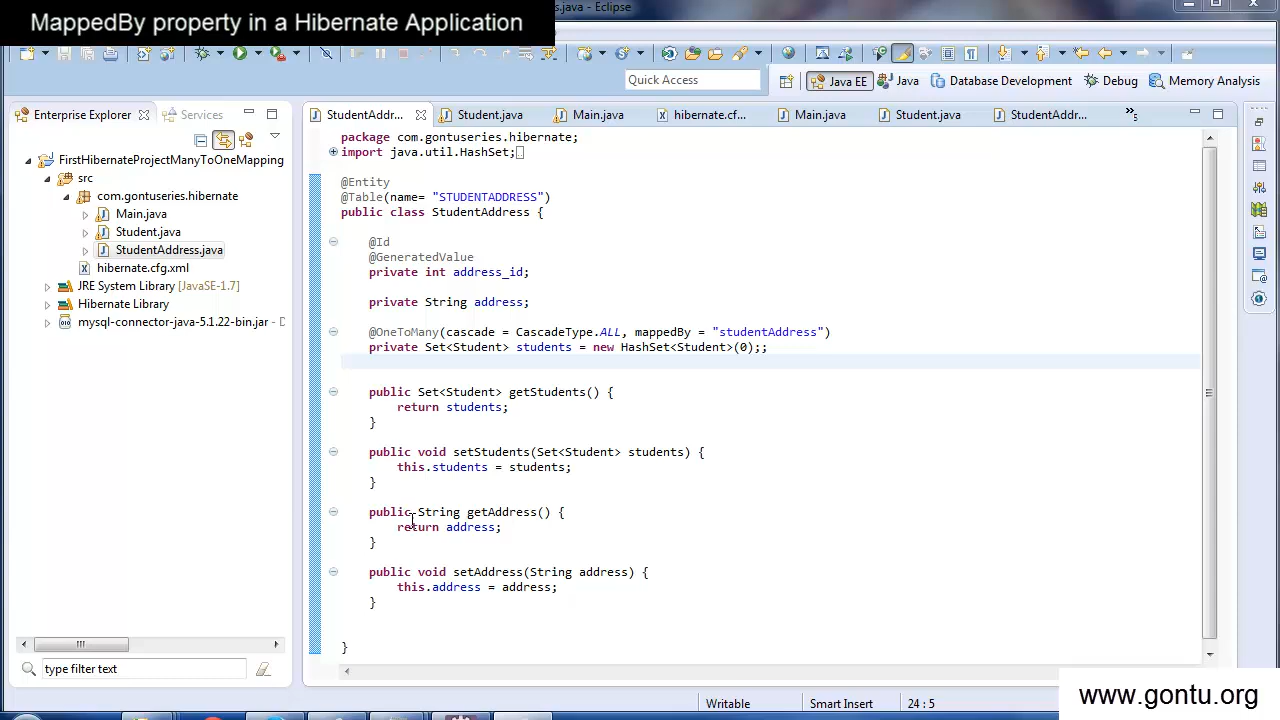 MappedBy property in a Hibernate Application
s.java - Eclipse
Quick Access
Java EE
Java
Database Development
Debug
Memory Analysis
Enterprise Explorer
Services
StudentAddr...
Student.java
Main.java
hibernate.cf...
Main.java
Student.java
StudentAddr...
»5
FirstHibernateProjectManyToOneMapping
src
com.gontuseries.hibernate
Main.java
Student.java
StudentAddress.java
hibernate.cfg.xml
JRE System Library [JavaSE-1.7]
Hibernate Library
mysql-connector-java-5.1.22-bin.jar - D
type filter text
package com.gontuseries.hibernate;
import java.util.HashSet;
@Entity
@Table(name= "STUDENTADDRESS")
public class StudentAddress {
@Id
@GeneratedValue
private int address_id;
private String address;
@OneToMany(cascade = CascadeType.ALL, mappedBy = "studentAddress")
private Set<Student> students = new HashSet<Student>(0);;
public Set<Student> getStudents() {
return students;
}
public void setStudents(Set<Student> students) {
this.students = students;
}
public String getAddress() {
return address;
}
public void setAddress(String address) {
this.address = address;
}
}
Writable
Smart Insert
24 : 5
www.gontu.org